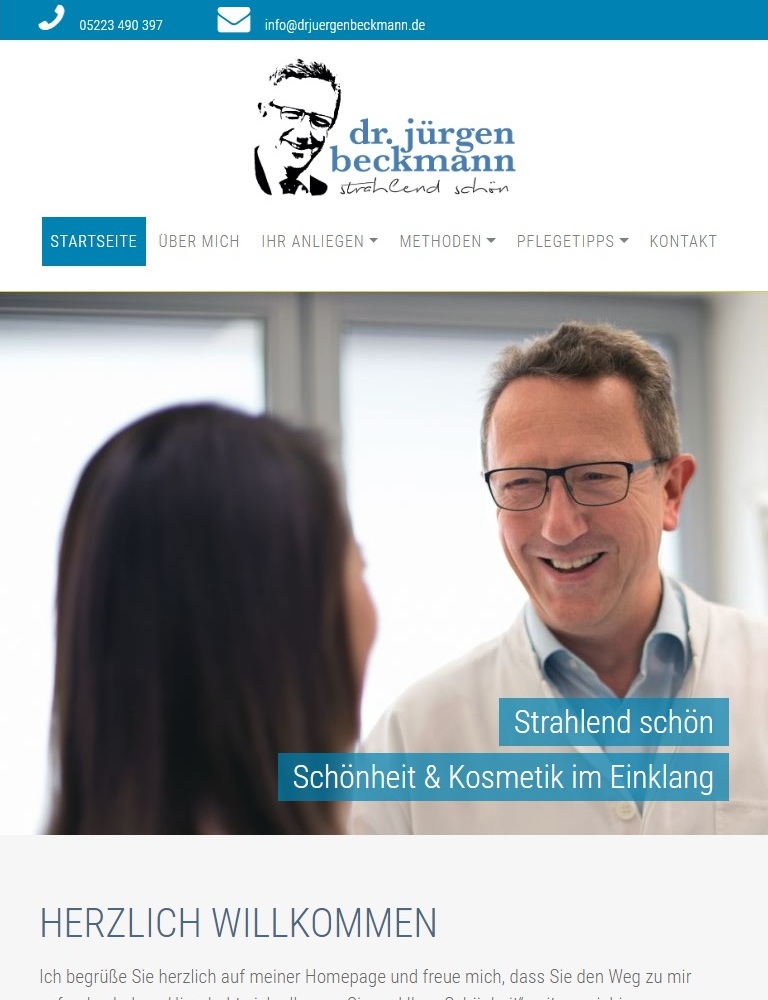 05223 490 397 info@drjuergenbeckmann.de
dr. jürgen
beckmann
strahlend schön
STARTSEITE ÜBER MICH IHR ANLIEGEN METHODEN PFLEGETIPPS KONTAKT
Strahlend schön
Schönheit & Kosmetik im Einklang
HERZLICH WILLKOMMEN
Ich begrüße Sie herzlich auf meiner Homepage und freue mich, dass Sie den Weg zu mir